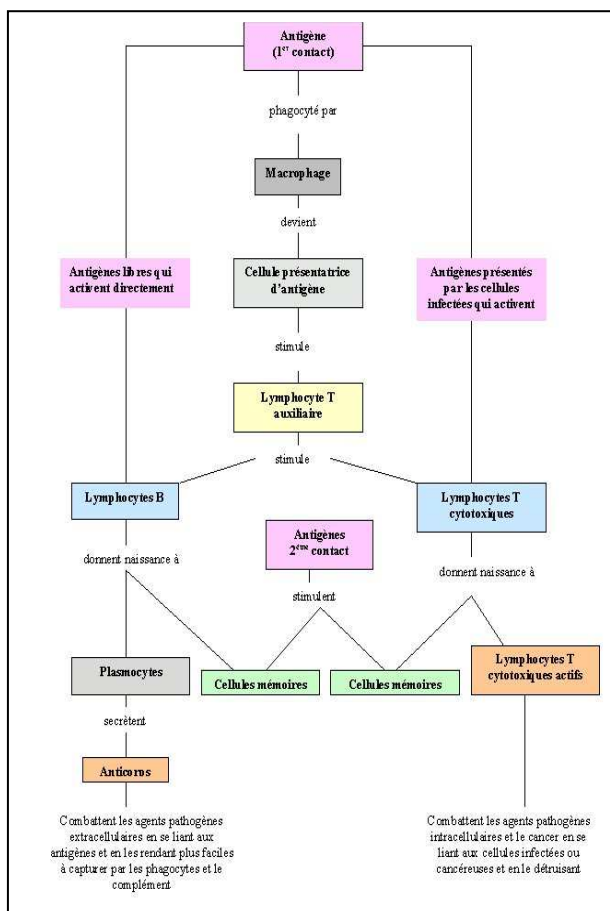 Antigène
(1er contact)
phagocyté par
Macrophage
devient
Antigènes libres qui
activent directement
Cellule présentatrice
d'antigène
Antigènes présentés
par les cellules
infectées qui activent
stimule
Lymphocyte T
auxiliaire
stimule
Lymphocytes B
Lymphocytes T
cytotoxiques
Antigènes
2ème contact
donnent naissance à
donnent naissance à
stimulent
Plasmocytes
Cellules mémoires
Cellules mémoires
Lymphocytes T
cytotoxiques actifs
secrètent
Anticoros
Combattent les agents pathogènes
extracellulaires en se liant aux
antigènes et en les rendant plus faciles
à capturer par les phagocytes et le
complément
Combattent les agents pathogènes
intracellulaires et le cancer en se
liant aux cellules infectées ou
cancéreuses et en le détruisant